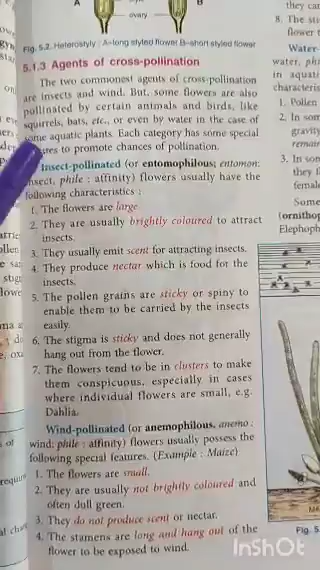 A
B
ovary
Fig. 5.2. Heterostyly : A-long styled flower B-short styled flower
5.1.3 Agents of cross-pollination
The two commonest agents of cross-pollination
are insects and wind. But, some flowers are also
pollinated by certain animals and birds, like
squirrels, bats, etc., or even by water in the case of
some aquatic plants. Each category has some special
to promote chances of pollination.
Insect-pollinated (or entomophilous; entomon:
insect, phile : affinity) flowers usually have the
following characteristics :
1. The flowers are large
2. They are usually brightly coloured to attract
insects.
3. They usually emit scent for attracting insects.
4. They produce nectar which is food for the
insects.
5. The pollen grains are sticky or spiny to
enable them to be carried by the insects
easily.
6. The stigma is sticky and does not generally
hang out from the flower.
7. The flowers tend to be in clusters to make
them conspicuous, especially in cases
where individual flowers are small, e.g.
Dahlia.
Wind-pollinated (or anemophilous, anemo :
wind; phile : affinity) flowers usually possess the
following special features. (Example : Maize)
1. The flowers are small.
2. They are usually not brightly coloured and
often dull green.
3. They do not produce scent or nectar.
4. The stamens are long and hang out of the
flower to be exposed to wind.
they
8. The
flower
Water-
water,
in
1. Pollen
2. In
gravity
3. In
they
Some
(ornithop
Elephoph
Fig. 5
InShOt